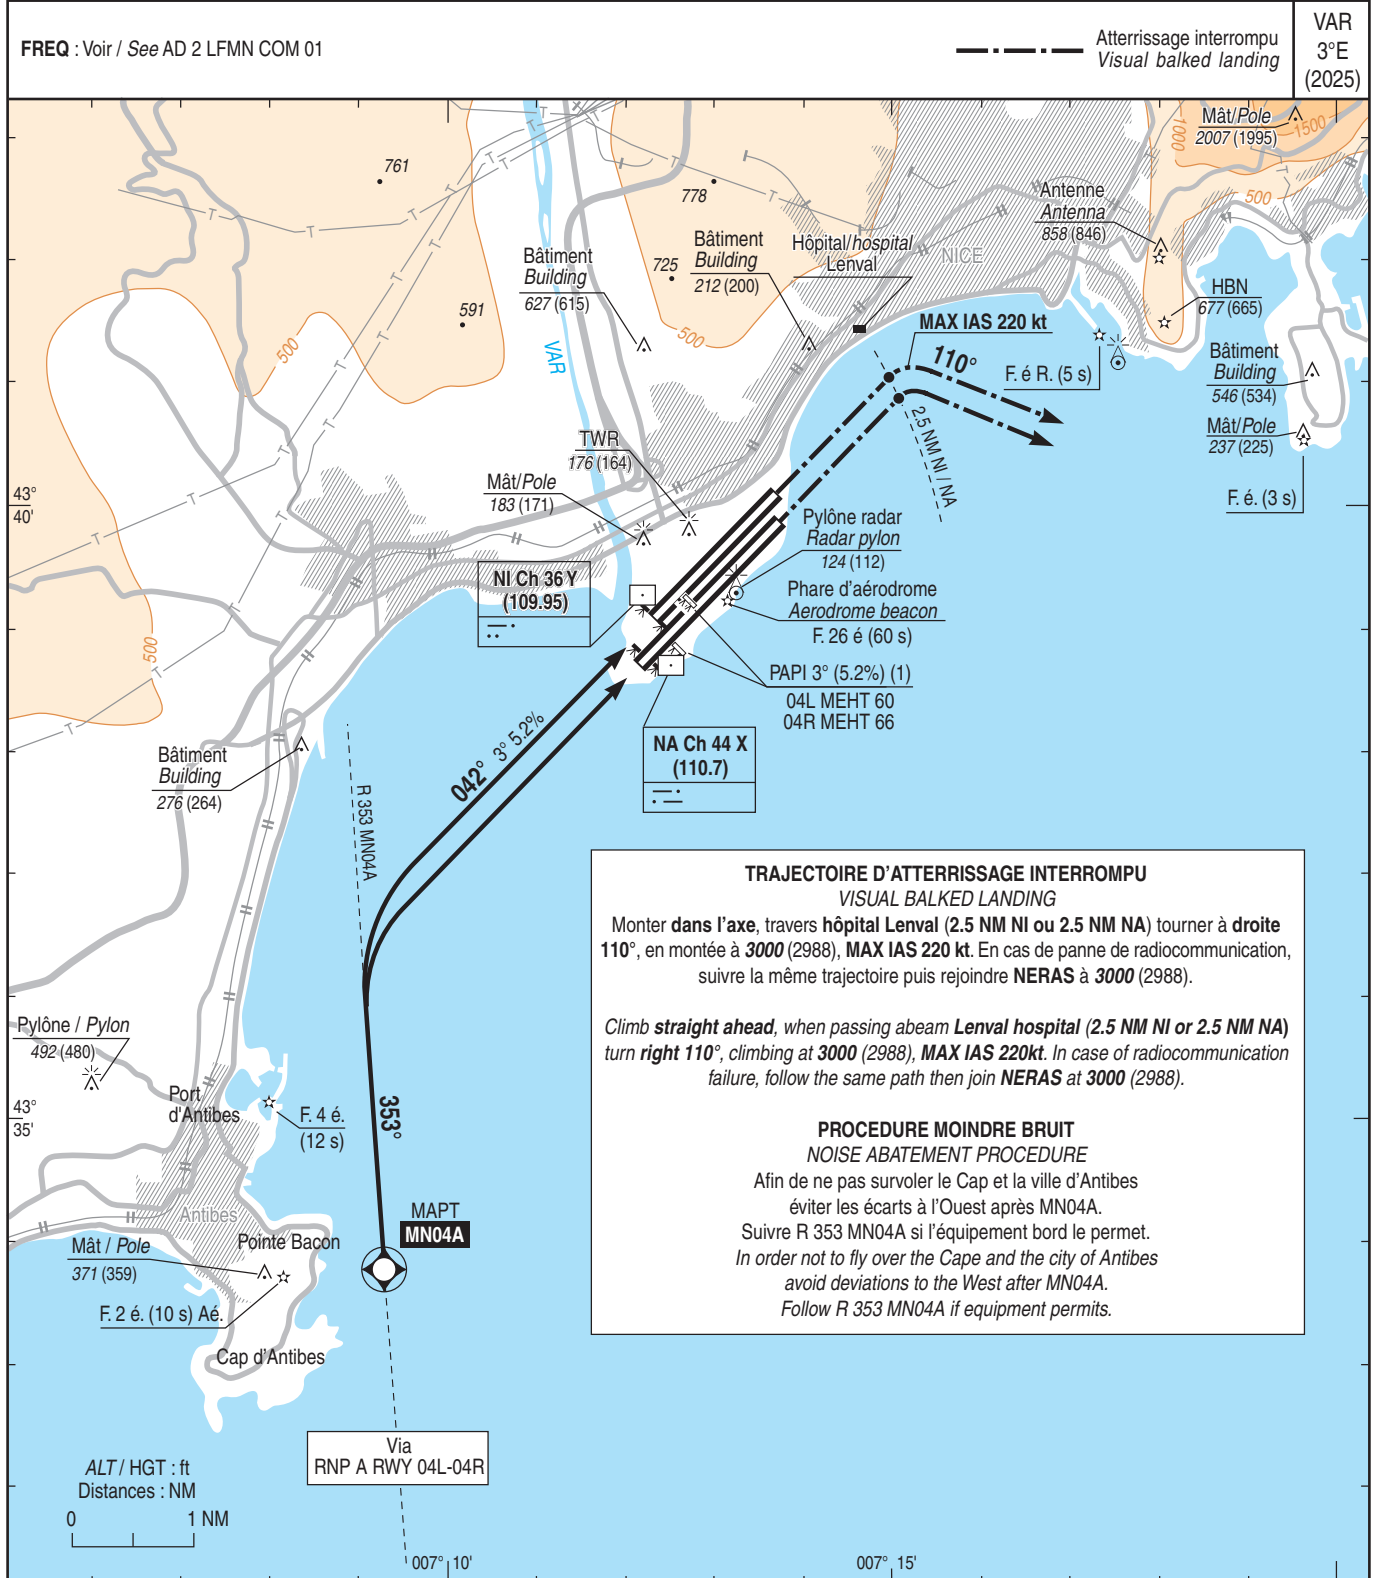 FREQ : Voir / See AD 2 LFMN COM 01
Atterrissage interrompu
Visual balked landing
VAR
3°E
(2025)
Mât/Pole
2007 (1995)
1500
1000
500
761
778
Antenne
Antenna
858 (846)
Bâtiment
Building
627 (615)
Bâtiment
Building
212 (200)
725
Hôpital/hospital
Lenval
NICE
HBN
677 (665)
591
500
500
VAR
MAX IAS 220 kt
110°
F. é R. (5 s)
Bâtiment
Building
546 (534)
Mât/Pole
237 (225)
F. é. (3 s)
2.5 NM NI / NA
TWR
176 (164)
Mât/Pole
183 (171)
43°
40'
Pylône radar
Radar pylon
124 (112)
NI Ch 36 Y
(109.95)
Phare d'aérodrome
Aerodrome beacon
F. 26 é (60 s)
500
PAPI 3° (5.2%) (1)
04L MEHT 60
04R MEHT 66
NA Ch 44 X
(110.7)
042° 3° 5.2%
Bâtiment
Building
276 (264)
R 353 MN04A
TRAJECTOIRE D'ATTERRISSAGE INTERROMPU
VISUAL BALKED LANDING
Monter dans l'axe, travers hôpital Lenval (2.5 NM NI ou 2.5 NM NA) tourner à droite
110°, en montée à 3000 (2988), MAX IAS 220 kt. En cas de panne de radiocommunication,
suivre la même trajectoire puis rejoindre NERAS à 3000 (2988).
Climb straight ahead, when passing abeam Lenval hospital (2.5 NM NI or 2.5 NM NA)
turn right 110°, climbing at 3000 (2988), MAX IAS 220kt. In case of radiocommunication
failure, follow the same path then join NERAS at 3000 (2988).
PROCEDURE MOINDRE BRUIT
NOISE ABATEMENT PROCEDURE
Afin de ne pas survoler le Cap et la ville d'Antibes
éviter les écarts à l'Ouest après MN04A.
Suivre R 353 MN04A si l'équipement bord le permet.
In order not to fly over the Cape and the city of Antibes
avoid deviations to the West after MN04A.
Follow R 353 MN04A if equipment permits.
Pylône / Pylon
492 (480)
Port
d'Antibes
F. 4 é.
(12 s)
43°
35'
353°
Antibes
MAPT
MN04A
Mât / Pole
371 (359)
Pointe Bacon
F. 2 é. (10 s) Aé.
Cap d'Antibes
Via
RNP A RWY 04L-04R
ALT / HGT : ft
Distances : NM
0 1 NM
007° 10'
007° 15'